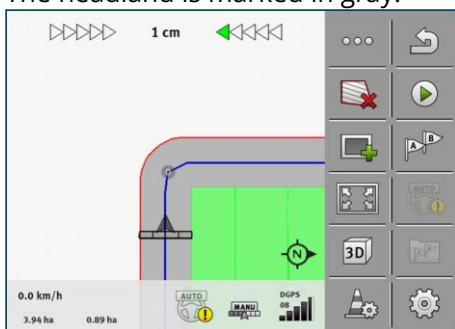 The headland is marked in gray.
1 cm
A B
AUTO
3D
N
0.0 km/h
AUTO
MANU
DGPS
08
3.94 ha 0.89 ha